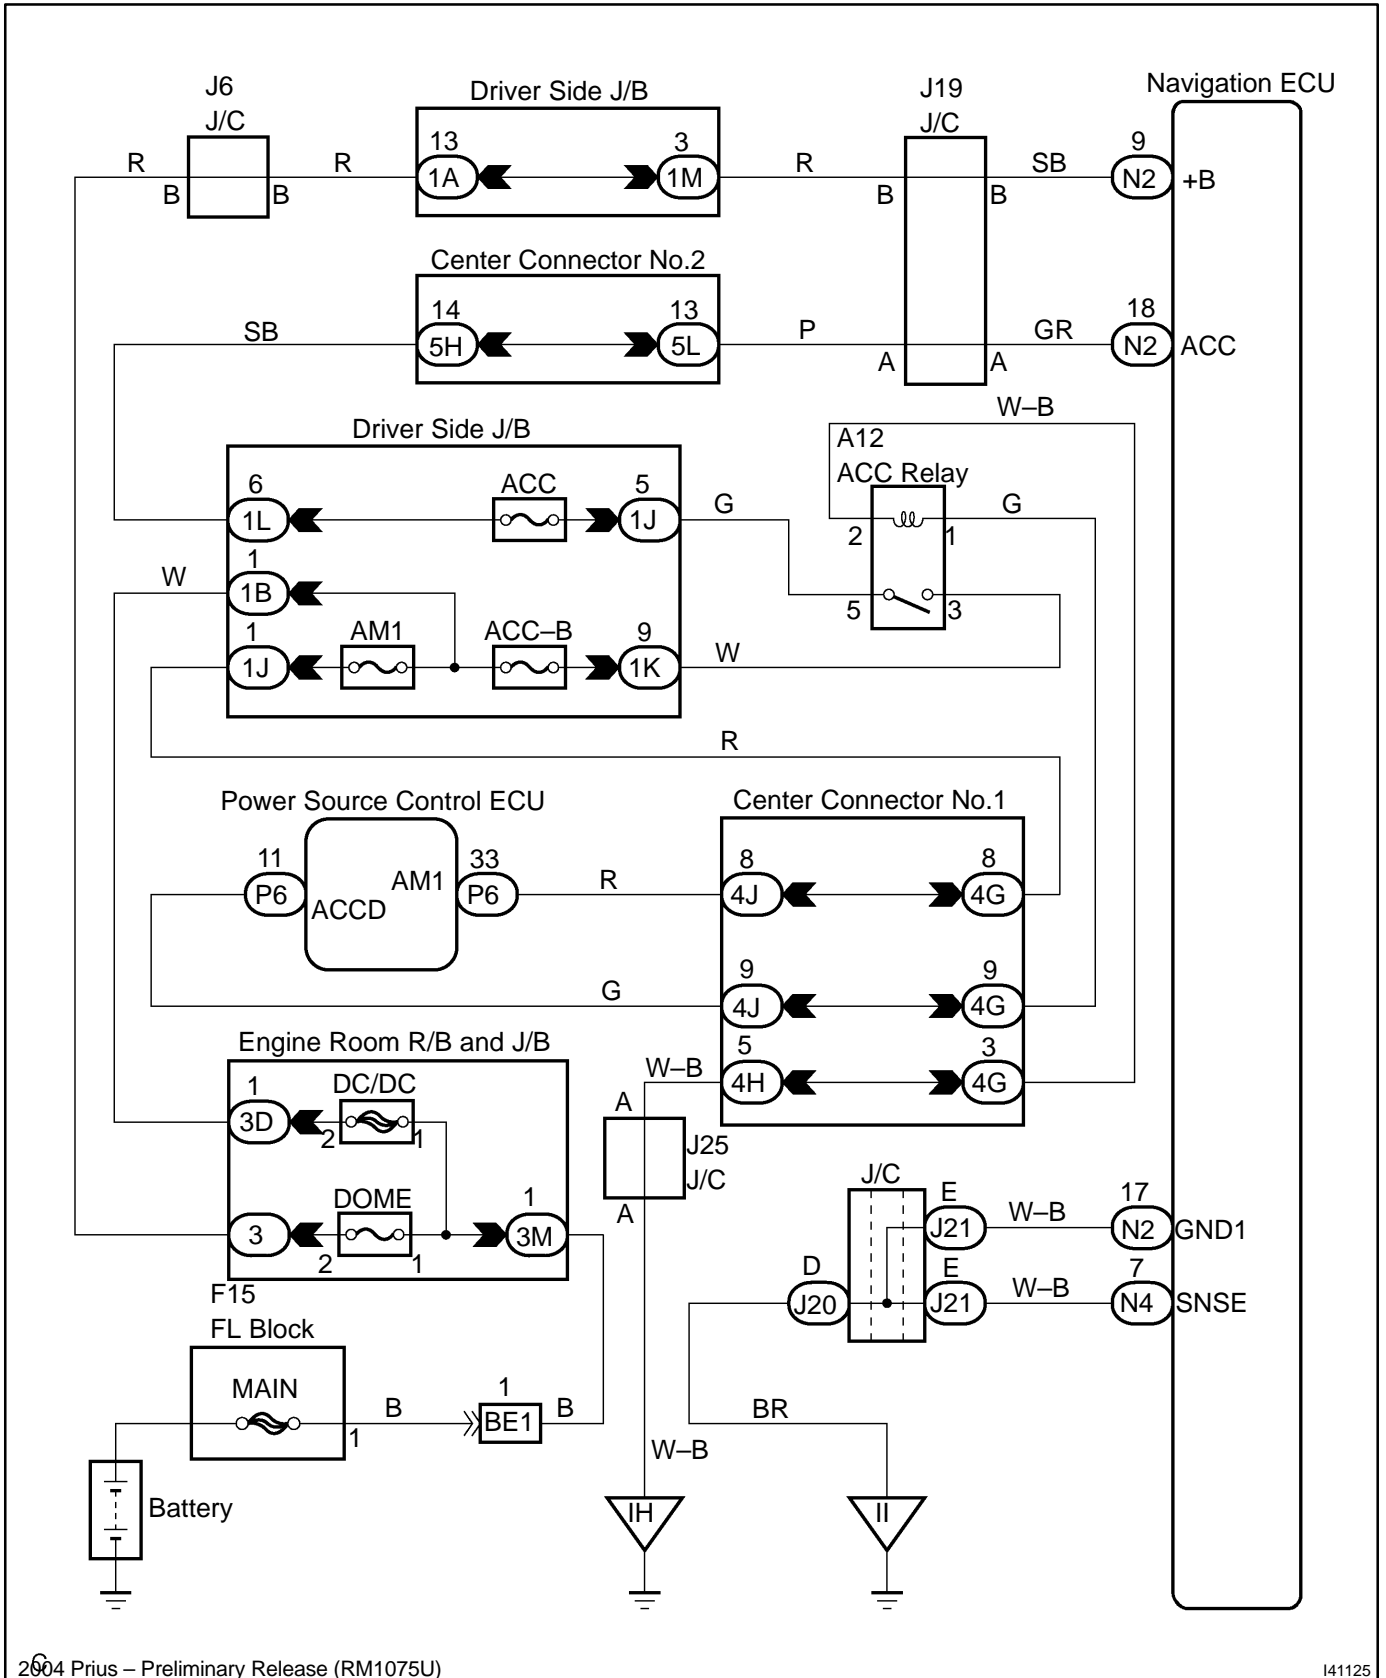 J6
J/C
Driver Side J/B
J19
J/C
Navigation ECU
R
B
B
R
13
1A
3
1M
R
B
B
SB
9
N2
+B
Center Connector No.2
SB
14
5H
13
5L
P
A
A
GR
18
N2
ACC
W–B
Driver Side J/B
A12
ACC Relay
6
1L
ACC
5
1J
G
2
1
G
1
1B
W
5
3
1
1J
AM1
ACC–B
9
1K
W
R
Power Source Control ECU
Center Connector No.1
11
P6
ACCD
AM1
33
P6
R
8
4J
8
4G
G
9
4J
9
4G
Engine Room R/B and J/B
W–B
5
4H
3
4G
1
3D
DC/DC
2
1
A
J25
J/C
A
3
DOME
2
1
1
3M
J/C
E
J21
W–B
17
N2
GND1
D
J20
E
J21
W–B
7
N4
SNSE
F15
FL Block
MAIN
1
B
1
BE1
B
BR
W–B
Battery
IH
II
C
2004 Prius – Preliminary Release (RM1075U)
I41125